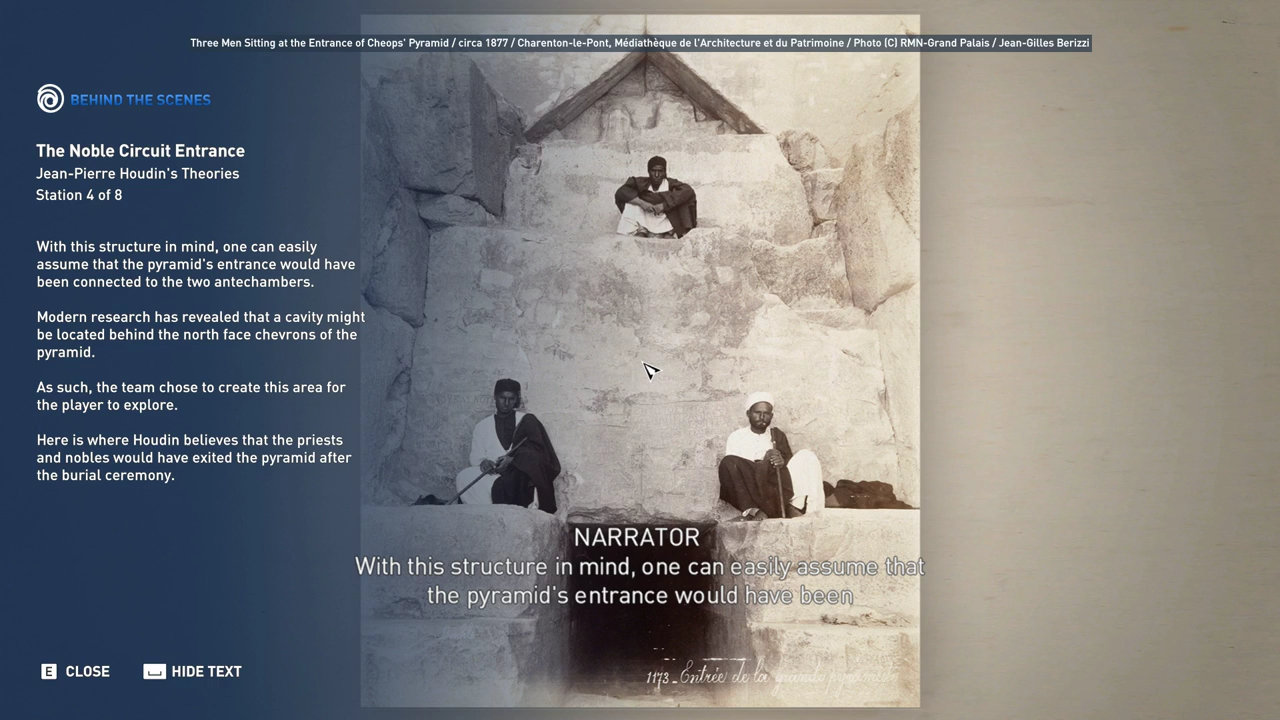 Three Men Sitting at the Entrance of Cheops' Pyramid / circa 1877 / Charenton-le-Pont, Médiathèque de l'Architecture et du Patrimoine / Photo (C) RMN-Grand Palais / Jean-Gilles Berizzi
BEHIND THE SCENES
The Noble Circuit Entrance
Jean-Pierre Houdin's Theories
Station 4 of 8
With this structure in mind, one can easily
assume that the pyramid's entrance would have
been connected to the two antechambers.
Modern research has revealed that a cavity might
be located behind the north face chevrons of the
pyramid.
As such, the team chose to create this area for
the player to explore.
Here is where Houdin believes that the priests
and nobles would have exited the pyramid after
the burial ceremony.
NARRATOR
With this structure in mind, one can easily assume that
the pyramid's entrance would have been
1173_Entrée de la grande pyramide
E CLOSE
HIDE TEXT